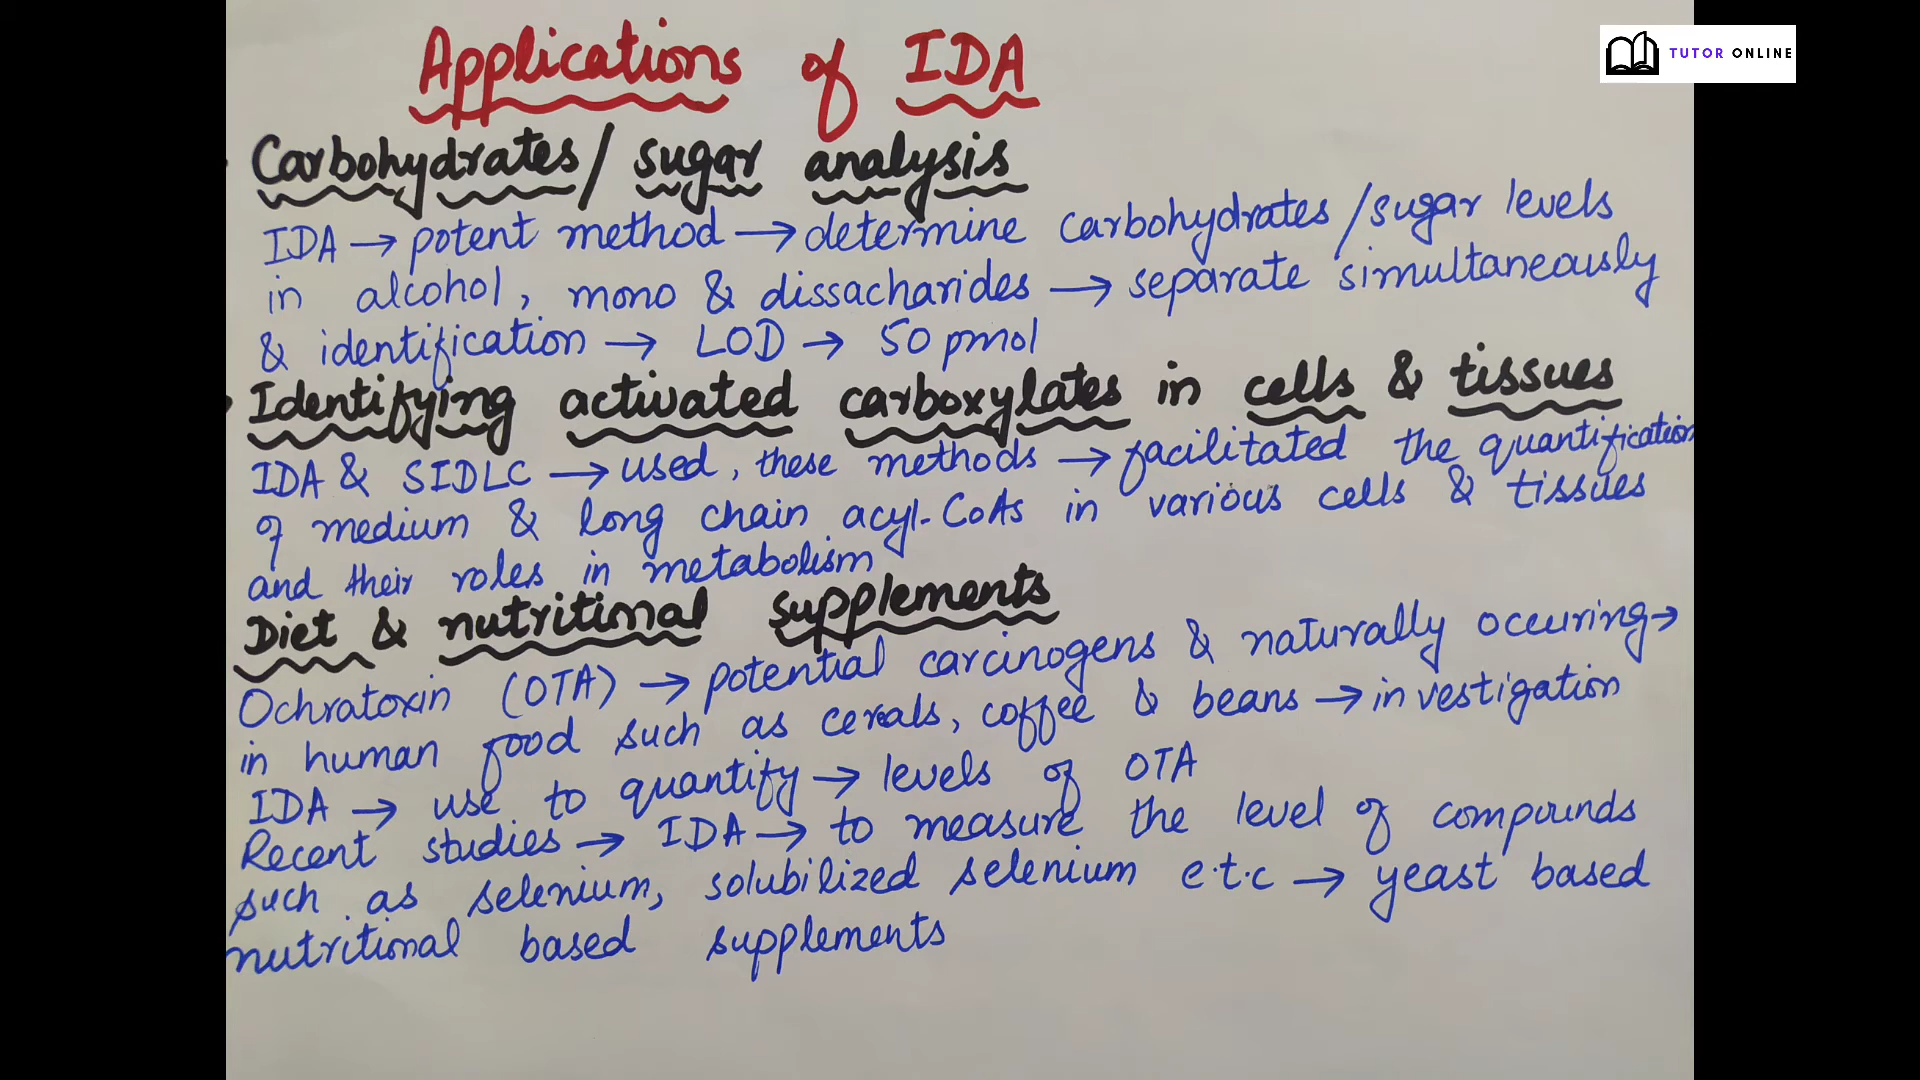 Applications of IDA
TUTOR ONLINE
Carbohydrates/ sugar analysis
IDA → potent method → determine carbohydrates/sugar levels
in alcohol, mono & dissacharides → separate simultaneously
& identification → LOD → 50 pmol
Identifying activated carboxylates in cells & tissues
IDA & SIDLC → used, these methods → facilitated the quantification
of medium & long chain acyl-CoAs in various cells & tissues
and their roles in metabolism
Diet & nutritional supplements
Ochratoxin (OTA) → potential carcinogens & naturally occuring →
in human food such as cereals, coffee & beans → investigation
IDA → use to quantify → levels of OTA
Recent studies → IDA → to measure the level of compounds
such as selenium, solubilized selenium e.t.c → yeast based
nutritional based supplements